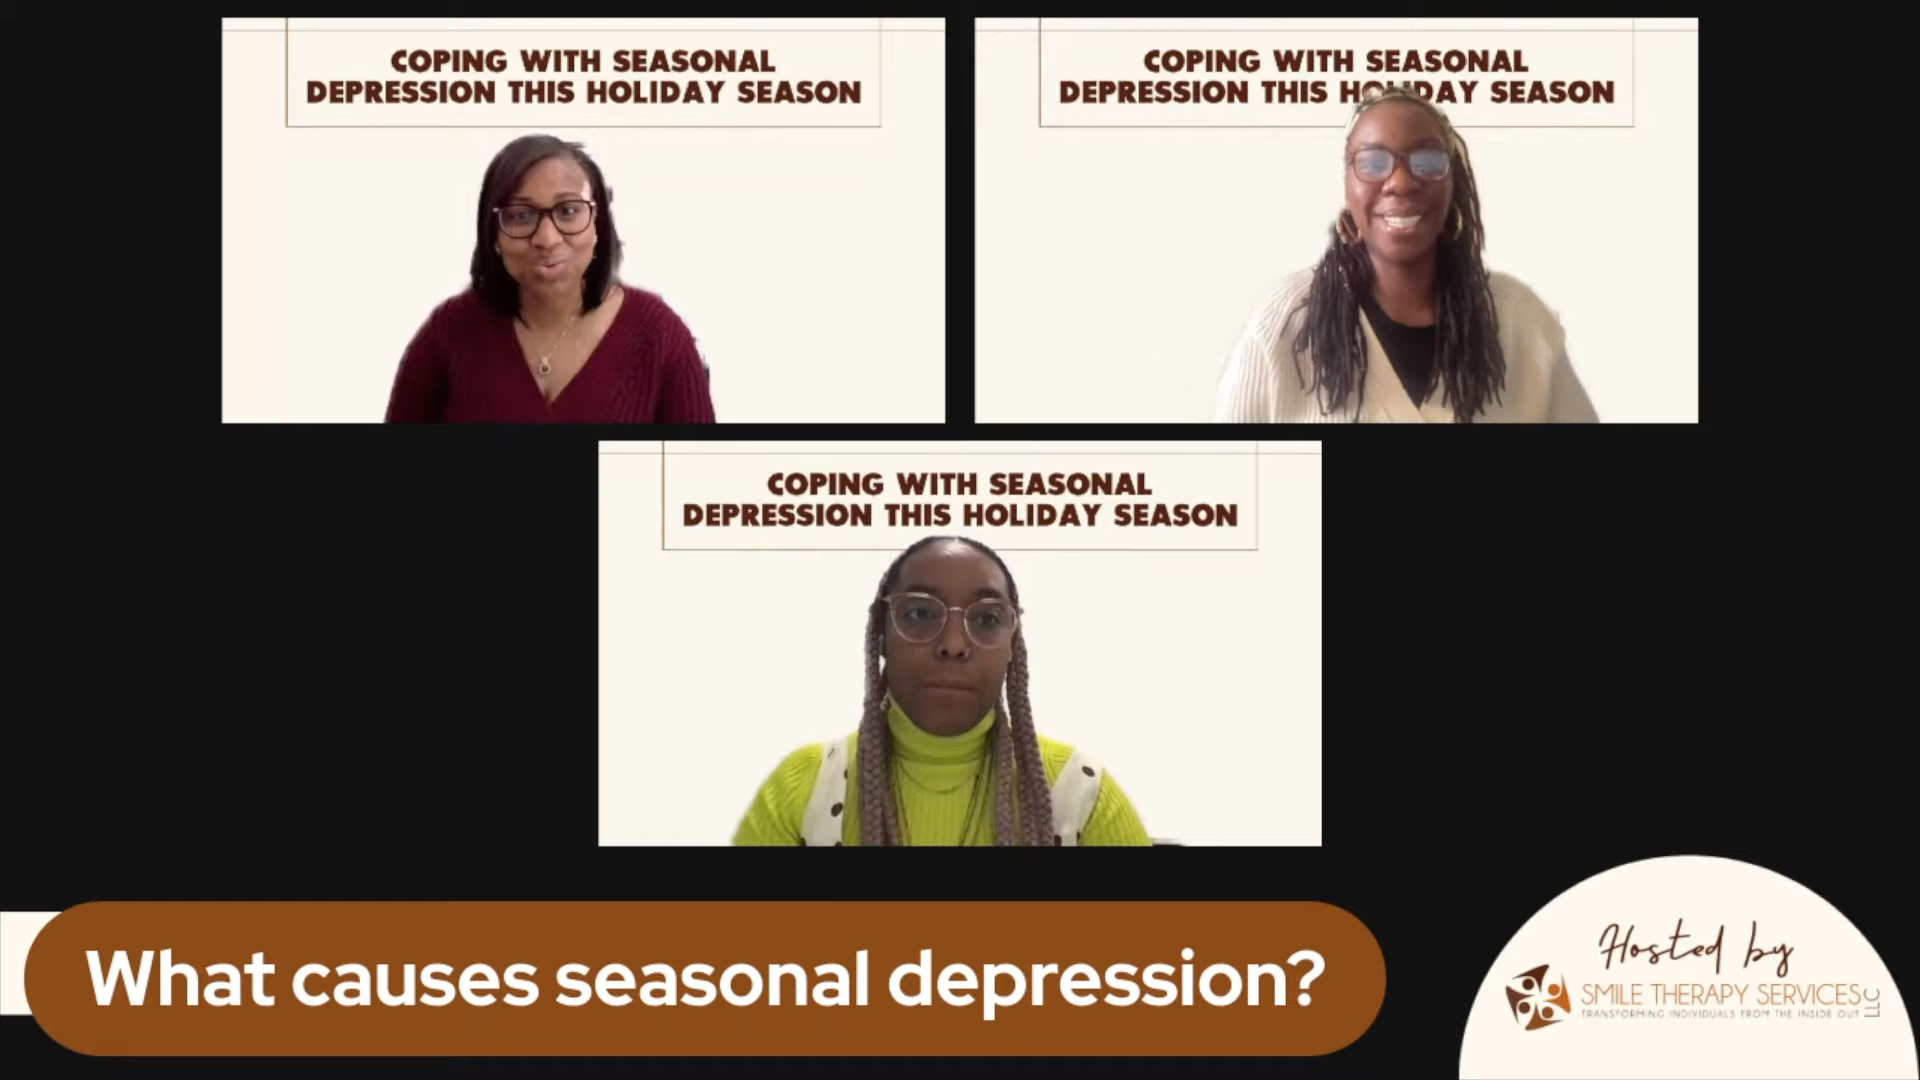 COPING WITH SEASONAL
DEPRESSION THIS HOLIDAY SEASON
COPING WITH SEASONAL
DEPRESSION THIS HOLIDAY SEASON
COPING WITH SEASONAL
DEPRESSION THIS HOLIDAY SEASON
What causes seasonal depression?
Hosted by
SMILE THERAPY SERVICES LLC
TRANSFORMING INDIVIDUALS FROM THE INSIDE OUT